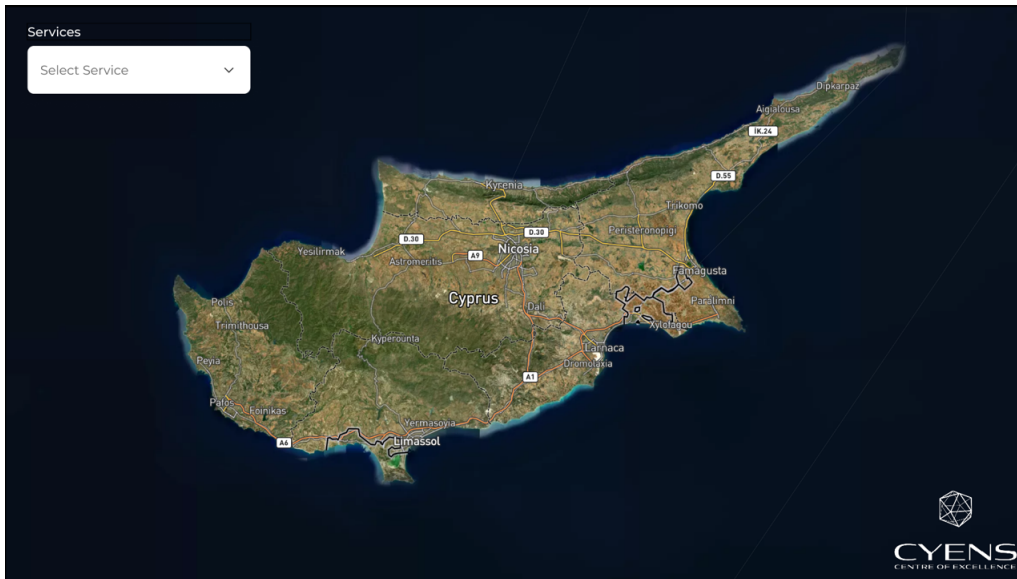 Services
Select Service
Dipkarpaz
Aigialousa
IK.24
D.55
Kyrenia
Trikomo
D.30
D.30
Peristeronopigi
Nicosia
Yesilirmak
A9
Astromeritis
Famagusta
Cyprus
Polis
Dali
Paralimni
Trimithousa
Xylofagou
Kyperounta
Larnaca
Peyia
Dromolaxia
A1
Pafos
Foinikas
Yermasoyia
A6
Limassol
CYENS
CENTRE OF EXCELLENCE